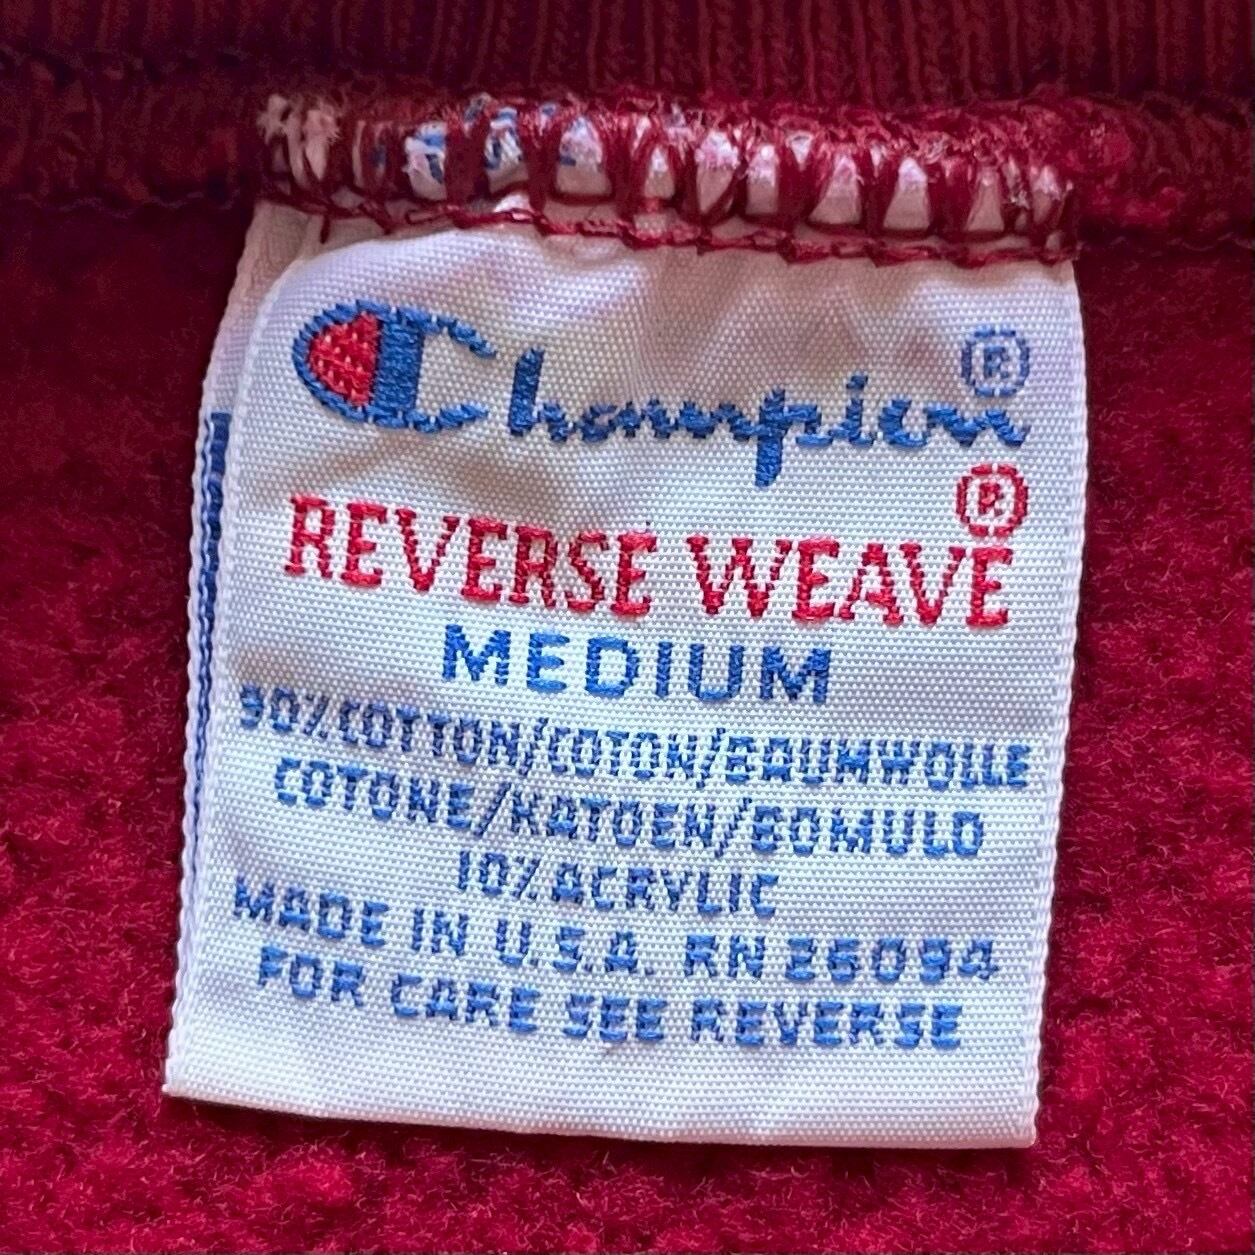 Champion®
REVERSE WEAVE®
MEDIUM
90% COTTON/COTON/BAUMWOLLE
COTONE/KATOEN/BOMULD
10% ACRYLIC
MADE IN U.S.A. RN 26094
FOR CARE SEE REVERSE